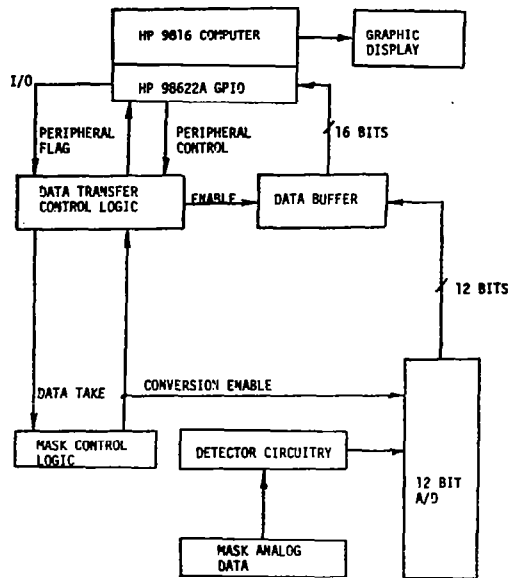 HP 9816 COMPUTER
GRAPHIC
DISPLAY
I/O
HP 98622A GPIO
PERIPHERAL
FLAG
PERIPHERAL
CONTROL
16 BITS
DATA TRANSFER
CONTROL LOGIC
ENABLE
DATA BUFFER
12 BITS
DATA TAKE
CONVERSION ENABLE
MASK CONTROL
LOGIC
DETECTOR CIRCUITRY
12 BIT
A/D
MASK ANALOG
DATA